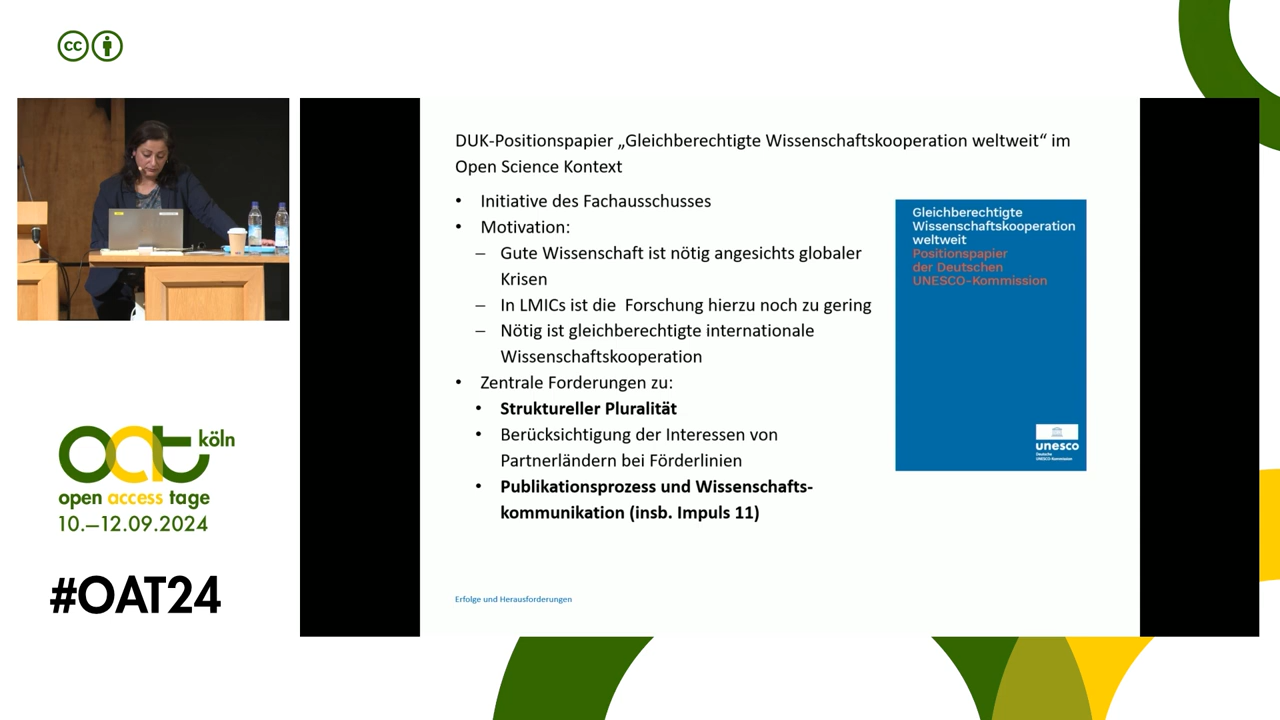 cc
DUK-Positionspapier „Gleichberechtigte Wissenschaftskooperation weltweit“ im
Open Science Kontext
• Initiative des Fachausschusses
• Motivation:
– Gute Wissenschaft ist nötig angesichts globaler
Krisen
– In LMICs ist die Forschung hierzu noch zu gering
– Nötig ist gleichberechtigte internationale
Wissenschaftskooperation
• Zentrale Forderungen zu:
• Struktureller Pluralität
• Berücksichtigung der Interessen von
Partnerländern bei Förderlinien
• Publikationsprozess und Wissenschafts-
kommunikation (insb. Impuls 11)
Erfolge und Herausforderungen
Gleichberechtigte
Wissenschaftskooperation
weltweit
Positionspapier
der Deutschen
UNESCO-Kommission
unesco
Deutsche
UNESCO-Kommission
oat köln
open access tage
10.–12.09.2024
#OAT24